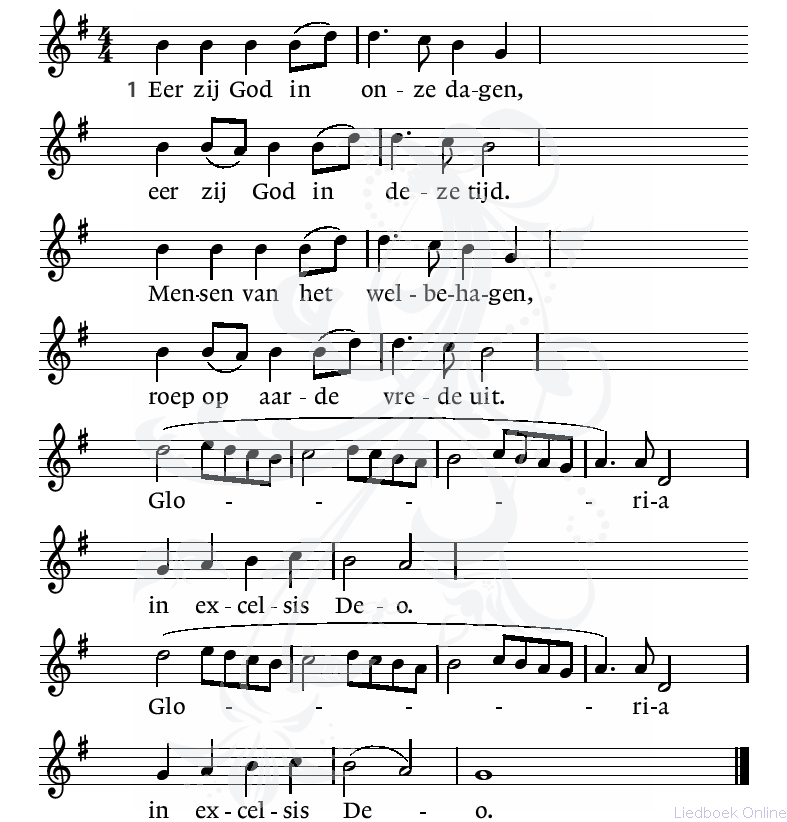 1 Eer zij God in on - ze da-gen,
eer zij God in de - ze tijd.
Men-sen van het wel - be-ha-gen,
roep op aar - de vre - de uit.
Glo - - - - - ri-a
in ex - cel - sis De - o.
Glo - - - - - ri-a
in ex - cel - sis De - o.
Liedboek Online